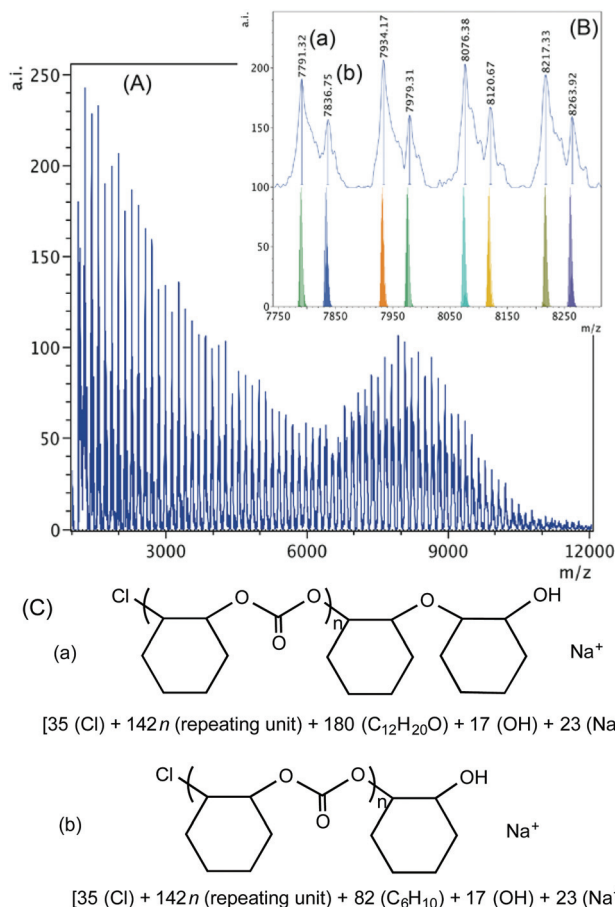 a.i.
250
200
150
100
50
0
3000
6000
9000
12000
m/z
(A)
a.i.
200
150
100
50
0
(a)
(b)
(B)
7791.32
7836.75
7934.17
7979.31
8076.38
8120.67
8217.33
8263.92
7750
7850
7950
8050
8150
8250
m/z
(C)
(a)
Cl
O
O
O
n
O
OH
Na⁺
[35 (Cl) + 142n (repeating unit) + 180 (C₁₂H₂₀O) + 17 (OH) + 23 (Na
(b)
Cl
O
O
O
n
OH
Na⁺
[35 (Cl) + 142n (repeating unit) + 82 (C₆H₁₀) + 17 (OH) + 23 (Na